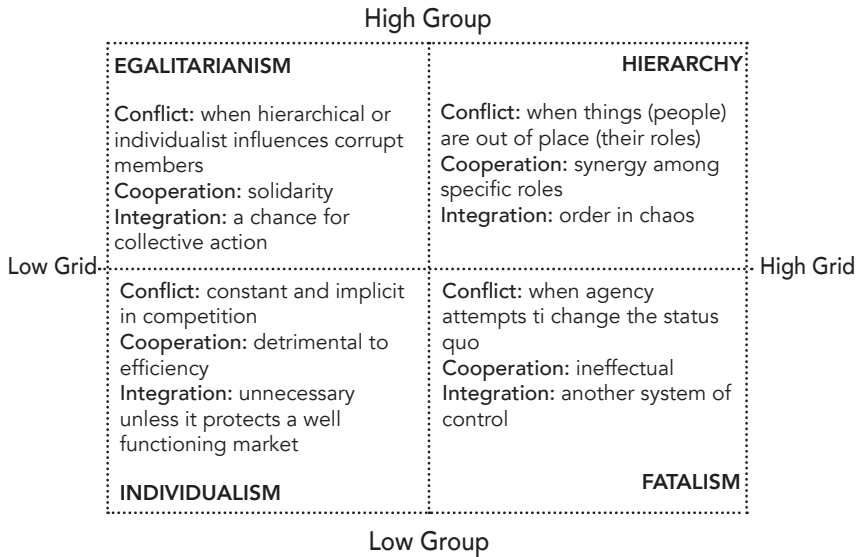 High Group
EGALITARIANISM
Conflict: when hierarchical or
individualist influences corrupt
members
Cooperation: solidarity
Integration: a chance for
collective action
HIERARCHY
Conflict: when things (people)
are out of place (their roles)
Cooperation: synergy among
specific roles
Integration: order in chaos
Low Grid
High Grid
Conflict: constant and implicit
in competition
Cooperation: detrimental to
efficiency
Integration: unnecessary
unless it protects a well
functioning market
INDIVIDUALISM
Conflict: when agency
attempts ti change the status
quo
Cooperation: ineffectual
Integration: another system of
control
FATALISM
Low Group